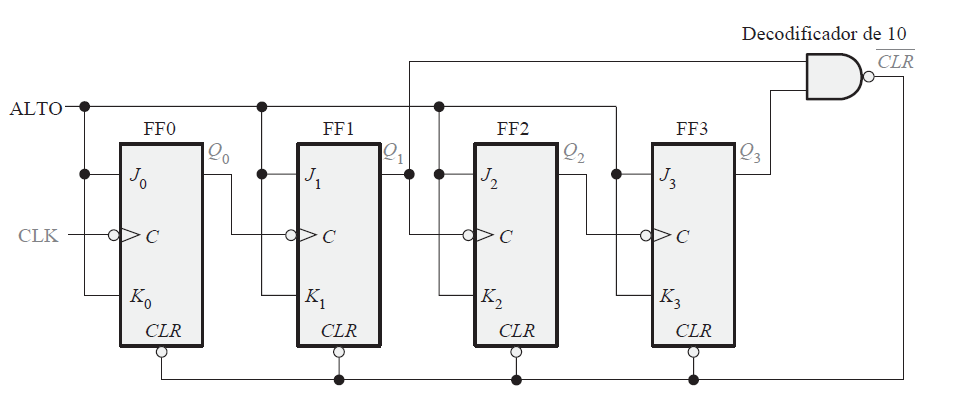 Decodificador de 10
CLR
ALTO
FF0 FF1 FF2 FF3
Q0 Q1 Q2 Q3
J0 J1 J2 J3
CLK
C C C C
K0 K1 K2 K3
CLR CLR CLR CLR